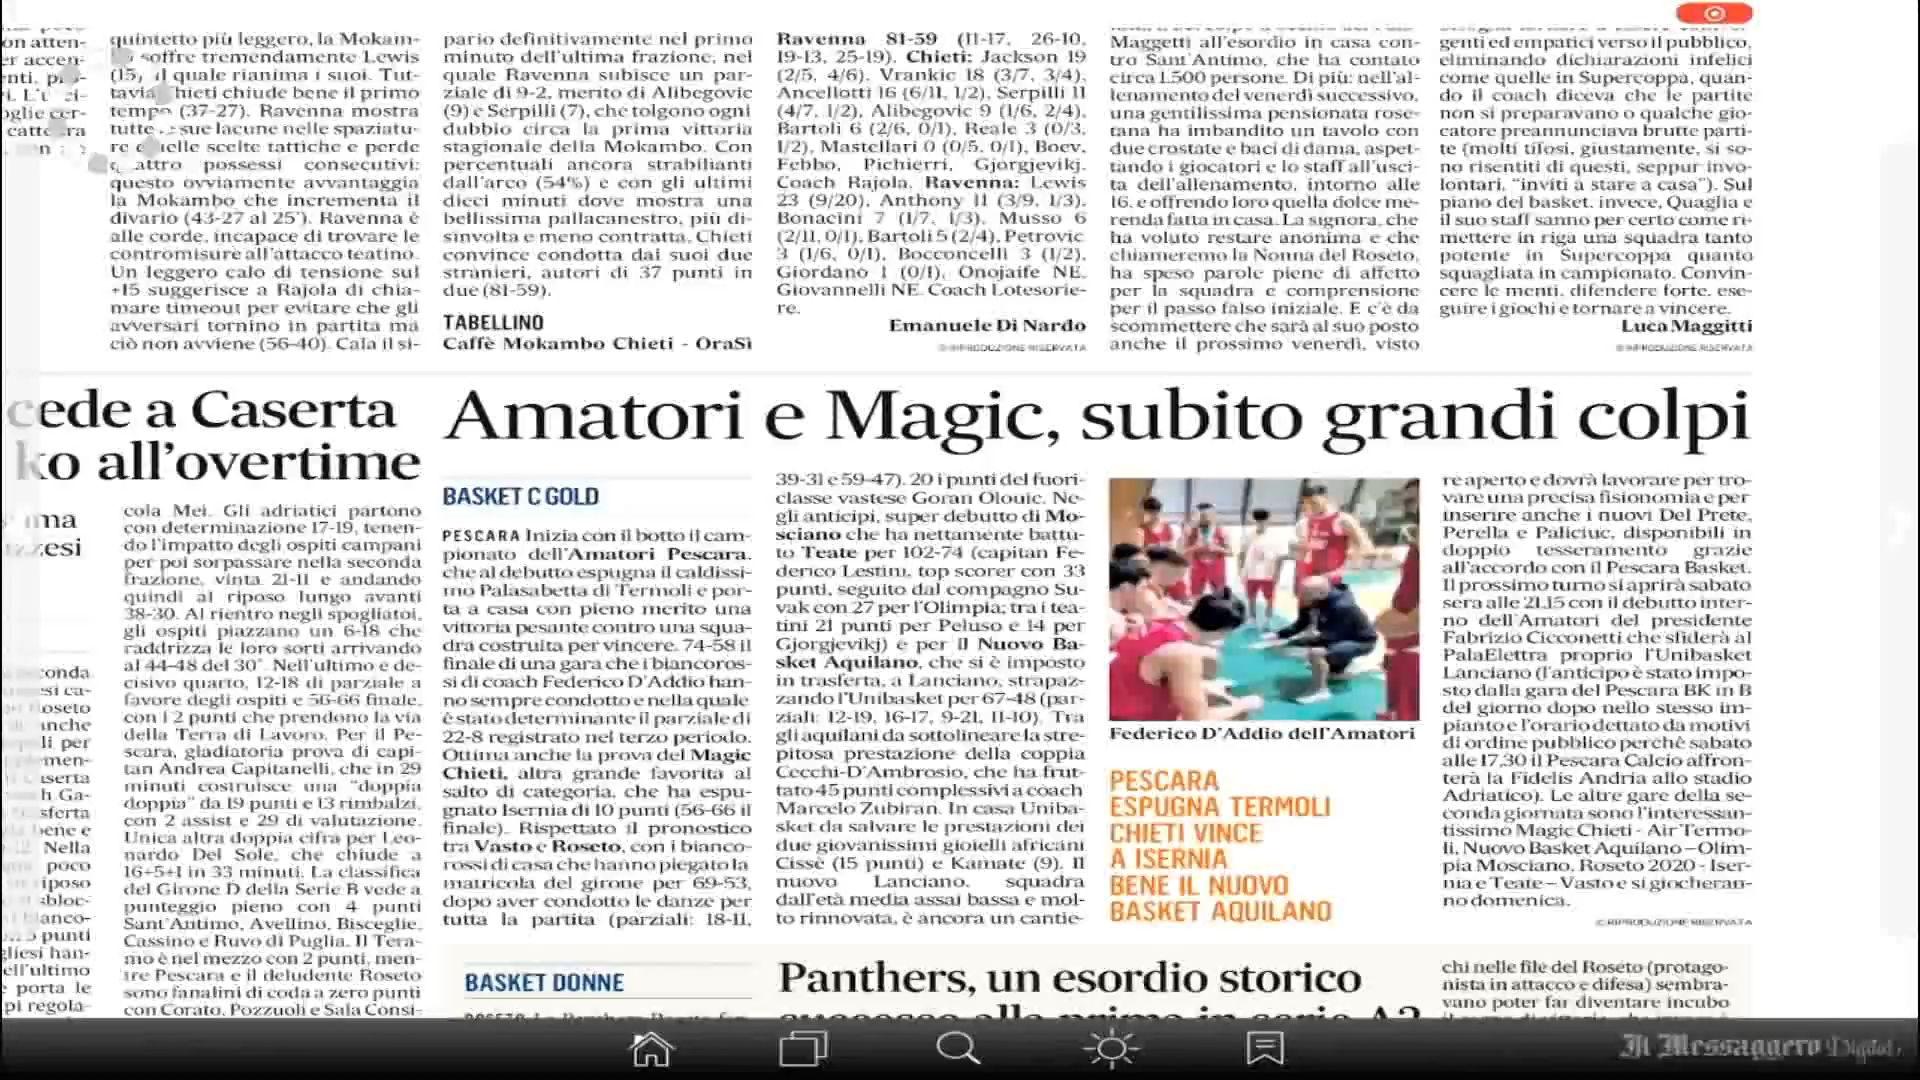 quintetto più leggero, la Mokam-
soffre tremendamente Lewis
(15), il quale rianima i suoi. Tut-
tavia Chieti chiude bene il primo
tempo (37-27). Ravenna mostra
tutte le sue lacune nelle spaziatu-
re e nelle scelte tattiche e perde
quattro possessi consecutivi:
questo ovviamente avvantaggia
la Mokambo che incrementa il
divario (43-27 al 25'). Ravenna è
alle corde, incapace di trovare le
contromisure all'attacco teatino.
Un leggero calo di tensione sul
+15 suggerisce a Rajola di chia-
mare timeout per evitare che gli
avversari tornino in partita ma
ciò non avviene (56-40). Cala il si-
pario definitivamente nel primo
minuto dell'ultima frazione, nel
quale Ravenna subisce un par-
ziale di 9-2, merito di Alibegovic
(9) e Serpilli (7), che tolgono ogni
dubbio circa la prima vittoria
stagionale della Mokambo. Con
percentuali ancora strabilianti
dall'arco (54%) e con gli ultimi
dieci minuti dove mostra una
bellissima pallacanestro, più di-
sinvolta e meno contratta, Chieti
convince condotta dai suoi due
stranieri, autori di 37 punti in
due (81-59).
TABELLINO
Caffè Mokambo Chieti - OraSì
Ravenna 81-59 (11-17, 26-10,
19-13, 25-19). Chieti: Jackson 19
(2/5, 4/6), Vrankic 18 (3/7, 3/4),
Ancellotti 16 (6/11, 1/2), Serpilli 11
(4/7, 1/2), Alibegovic 9 (1/6, 2/4),
Bartoli 6 (2/6, 0/1), Reale 3 (0/3,
1/2), Mastellari 0 (0/5, 0/1), Boev,
Febbo, Pichierri, Gjorgjevikj.
Coach Rajola. Ravenna: Lewis
23 (9/20), Anthony 11 (3/9, 1/3),
Bonacini 7 (1/7, 1/3), Musso 6
(2/11, 0/1), Bartoli 5 (2/4), Petrovic
3 (1/6, 0/1), Bocconcelli 3 (1/2),
Giordano 1 (0/1), Onojaife NE,
Giovannelli NE. Coach Lotesorie-
re.
Emanuele Di Nardo
© RIPRODUZIONE RISERVATA
Maggetti all'esordio in casa con-
tro Sant'Antimo, che ha contato
circa 1.500 persone. Di più: nell'al-
lenamento del venerdì successivo,
una gentilissima pensionata rose-
tana ha imbandito un tavolo con
due crostate e baci di dama, aspet-
tando i giocatori e lo staff all'usci-
ta dell'allenamento, intorno alle
16, e offrendo loro quella dolce me-
renda fatta in casa. La signora, che
ha voluto restare anonima e che
chiameremo la Nonna del Roseto,
ha speso parole piene di affetto
per la squadra e comprensione
per il passo falso iniziale. E c'è da
scommettere che sarà al suo posto
anche il prossimo venerdì, visto
genti ed empatici verso il pubblico,
eliminando dichiarazioni infelici
come quelle in Supercoppa, quan-
do il coach diceva che le partite
non si preparavano o qualche gio-
catore preannunciava brutte parti-
te (molti tifosi, giustamente, si so-
no risentiti di questi, seppur invo-
lontari, "inviti a stare a casa"). Sul
piano del basket, invece, Quaglia e
il suo staff sanno per certo come ri-
mettere in riga una squadra tanto
potente in Supercoppa quanto
squagliata in campionato. Convin-
cere le menti, difendere forte, ese-
guire i giochi e tornare a vincere.
Luca Maggitti
© RIPRODUZIONE RISERVATA
cede a Caserta
ko all'overtime
cola Mei. Gli adriatici partono
con determinazione 17-19, tenen-
do l'impatto degli ospiti campani
per poi sorpassare nella seconda
frazione, vinta 21-11 e andando
quindi al riposo lungo avanti
38-30. Al rientro negli spogliatoi,
gli ospiti piazzano un 6-18 che
raddrizza le loro sorti arrivando
al 44-48 del 30'. Nell'ultimo e de-
cisivo quarto, 12-18 di parziale a
favore degli ospiti e 56-66 finale,
con i 2 punti che prendono la via
della Terra di Lavoro. Per il Pe-
scara, gladiatoria prova di capi-
tan Andrea Capitanelli, che in 29
minuti costruisce una "doppia
doppia" da 19 punti e 13 rimbalzi,
con 2 assist e 29 di valutazione.
Unica altra doppia cifra per Leo-
nardo Del Sole, che chiude a
16+5+1 in 33 minuti. La classifica
del Girone D della Serie B vede a
punteggio pieno con 4 punti
Sant'Antimo, Avellino, Bisceglie,
Cassino e Ruvo di Puglia. Il Tera-
mo è nel mezzo con 2 punti, men-
tre Pescara e il deludente Roseto
sono fanalini di coda a zero punti
con Corato, Pozzuoli e Sala Consi-
Amatori e Magic, subito grandi colpi
BASKET C GOLD
PESCARA Inizia con il botto il cam-
pionato dell'Amatori Pescara,
che al debutto espugna il caldissi-
mo Palasabetta di Termoli e por-
ta a casa con pieno merito una
vittoria pesante contro una squa-
dra costruita per vincere. 74-58 il
finale di una gara che i biancoros-
si di coach Federico D'Addio han-
no sempre condotto e nella quale
è stato determinante il parziale di
22-8 registrato nel terzo periodo.
Ottima anche la prova del Magic
Chieti, altra grande favorita al
salto di categoria, che ha espu-
gnato Isernia di 10 punti (56-66 il
finale). Rispettato il pronostico
tra Vasto e Roseto, con i bianco-
rossi di casa che hanno piegato la
matricola del girone per 69-53,
dopo aver condotto le danze per
tutta la partita (parziali: 18-11,
39-31 e 59-47). 20 i punti del fuori-
classe vastese Goran Olouic. Ne-
gli anticipi, super debutto di Mo-
sciano che ha nettamente battu-
to Teate per 102-74 (capitan Fe-
derico Lestini, top scorer con 33
punti, seguito dal compagno Su-
vak con 27 per l'Olimpia; tra i tea-
tini 21 punti per Peluso e 14 per
Gjorgjevikj) e per il Nuovo Ba-
sket Aquilano, che si è imposto
in trasferta, a Lanciano, strapaz-
zando l'Unibasket per 67-48 (par-
ziali: 12-19, 16-17, 9-21, 11-10). Tra
gli aquilani da sottolineare la stre-
pitosa prestazione della coppia
Cecchi-D'Ambrosio, che ha frut-
tato 45 punti complessivi a coach
Marcelo Zubiran. In casa Uniba-
sket da salvare le prestazioni dei
due giovanissimi gioielli africani
Cissè (15 punti) e Kamate (9). Il
nuovo Lanciano, squadra
dall'età media assai bassa e mol-
to rinnovata, è ancora un cantie-
Federico D'Addio dell'Amatori
PESCARA
ESPUGNA TERMOLI
CHIETI VINCE
A ISERNIA
BENE IL NUOVO
BASKET AQUILANO
re aperto e dovrà lavorare per tro-
vare una precisa fisionomia e per
inserire anche i nuovi Del Prete,
Perella e Paliciuc, disponibili in
doppio tesseramento grazie
all'accordo con il Pescara Basket.
Il prossimo turno si aprirà sabato
sera alle 21,15 con il debutto inter-
no dell'Amatori del presidente
Fabrizio Cicconetti che sfiderà al
PalaElettra proprio l'Unibasket
Lanciano (l'anticipo è stato impo-
sto dalla gara del Pescara BK in B
del giorno dopo nello stesso im-
pianto e l'orario dettato da motivi
di ordine pubblico perchè sabato
alle 17,30 il Pescara Calcio affron-
terà la Fidelis Andria allo stadio
Adriatico). Le altre gare della se-
conda giornata sono l'interessan-
tissimo Magic Chieti - Air Termo-
li, Nuovo Basket Aquilano – Olim-
pia Mosciano, Roseto 2020 - Iser-
nia e Teate – Vasto e si giocheran-
no domenica.
© RIPRODUZIONE RISERVATA
BASKET DONNE
Panthers, un esordio storico
chi nelle file del Roseto (protago-
nista in attacco e difesa) sembra-
vano poter far diventare incubo
Il Messaggero Digital